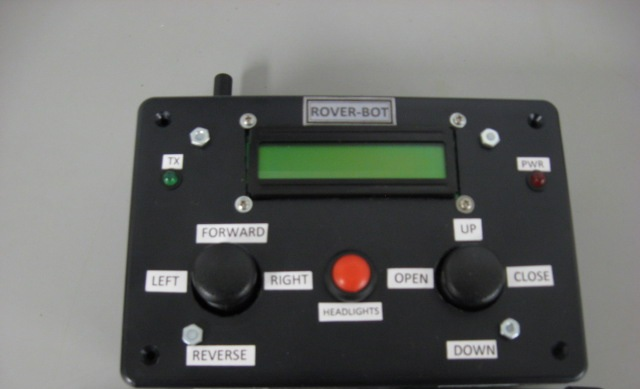 ROVER-BOT
TX
PWR
FORWARD
UP
LEFT
RIGHT
OPEN
CLOSE
HEADLIGHTS
REVERSE
DOWN